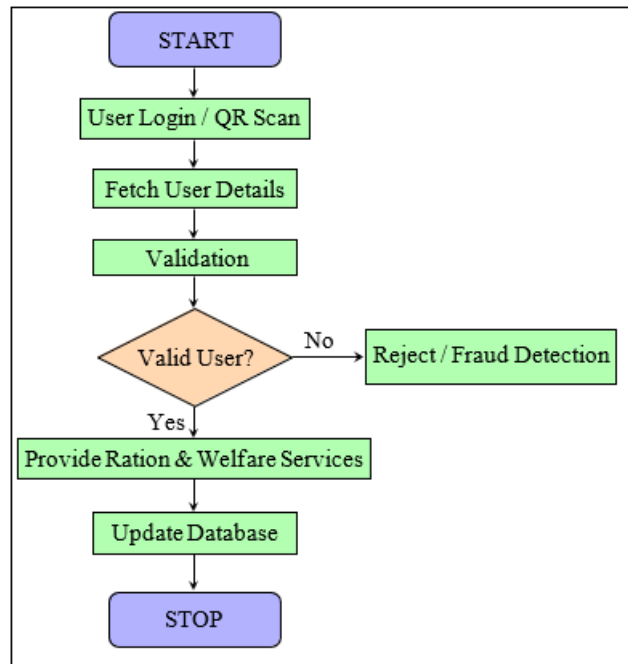 START
User Login / QR Scan
Fetch User Details
Validation
Valid User?
No
Reject / Fraud Detection
Yes
Provide Ration & Welfare Services
Update Database
STOP